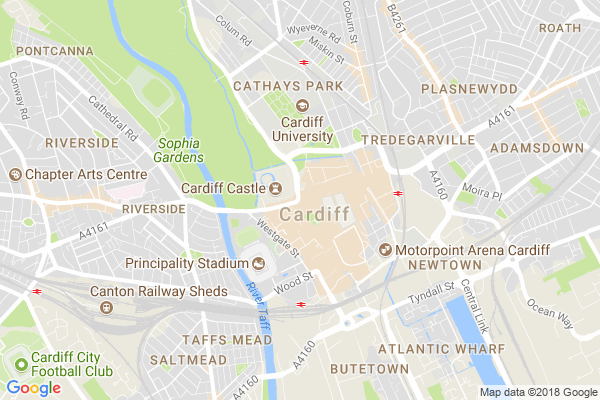 Colum Rd
Wyeverne Rd
Miskin St
Coburn St
B4261
ROATH
PONTCANNA
Conway Rd
Cathedral Rd
CATHAYS PARK
PLASNEWYDD
Cardiff
University
A4161
RIVERSIDE
Sophia
Gardens
TREDEGARVILLE
ADAMSDOWN
Chapter Arts Centre
Cardiff Castle
A4160
Moira Pl
RIVERSIDE
Cardiff
A4161
Westgate St
Motorpoint Arena Cardiff
NEWTOWN
Principality Stadium
Wood St
Canton Railway Sheds
River Taff
Tyndall St
Central Link
Ocean Way
TAFFS MEAD
SALTMEAD
A4160
ATLANTIC WHARF
Cardiff City
Football Club
BUTETOWN
A4160
Google
Map data ©2018 Google